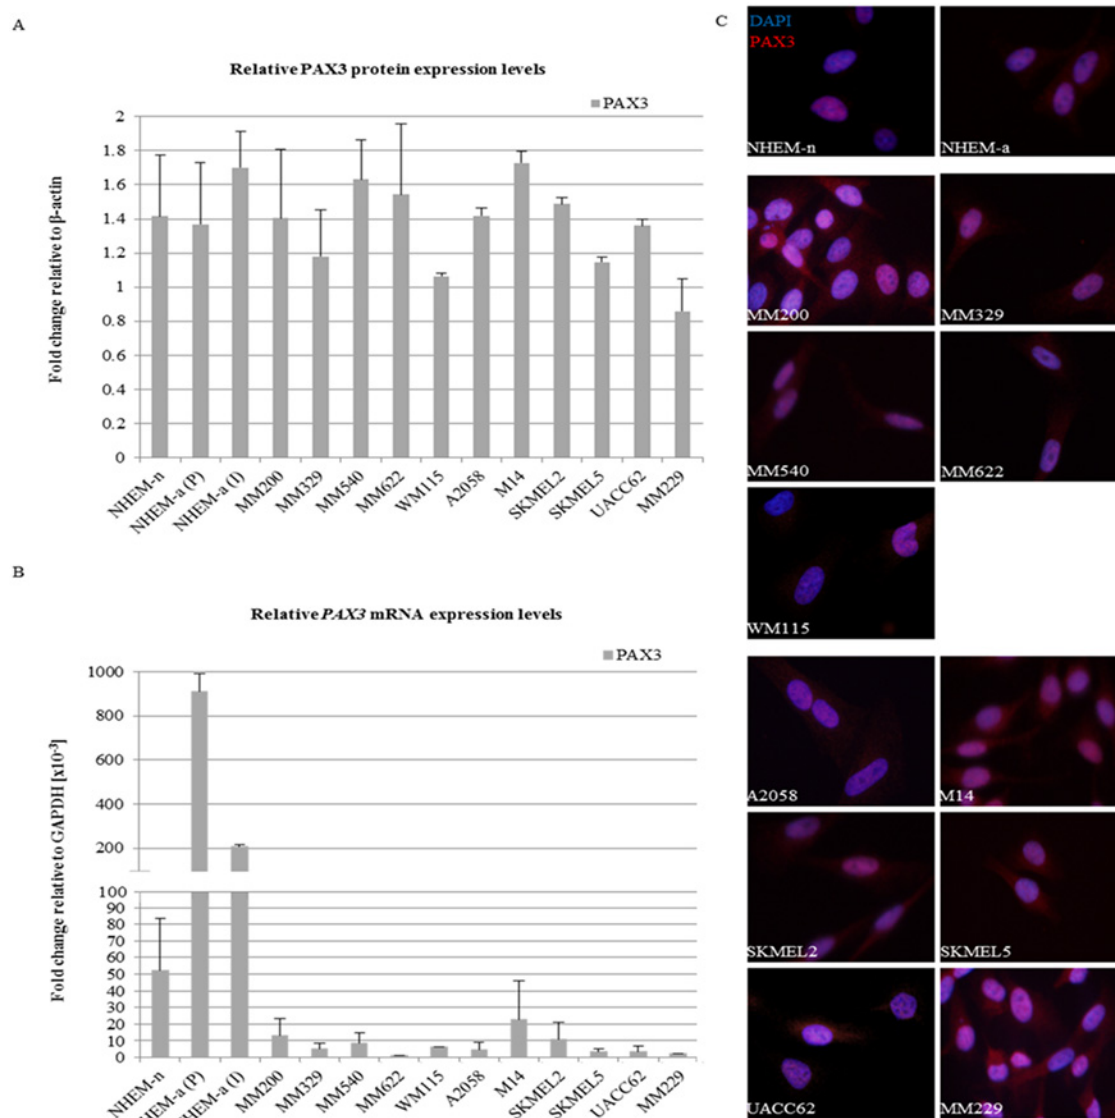 A
Relative PAX3 protein expression levels
PAX3
Fold change relative to β-actin
2
1.8
1.6
1.4
1.2
1
0.8
0.6
0.4
0.2
0
NHEM-n
NHEM-a (P)
NHEM-a (I)
MM200
MM329
MM540
MM622
WM115
A2058
M14
SKMEL2
SKMEL5
UACC62
MM229
B
Relative PAX3 mRNA expression levels
PAX3
Fold change relative to GAPDH [x10⁻³]
1000
800
600
400
200
100
90
80
70
60
50
40
30
20
10
0
NHEM-n
HEM-a (P)
HEM-a (I)
MM200
MM329
MM540
MM622
WM115
A2058
M14
SKMEL2
SKMEL5
UACC62
MM229
C
DAPI
PAX3
NHEM-n
NHEM-a
MM200
MM329
MM540
MM622
WM115
A2058
M14
SKMEL2
SKMEL5
UACC62
MM229